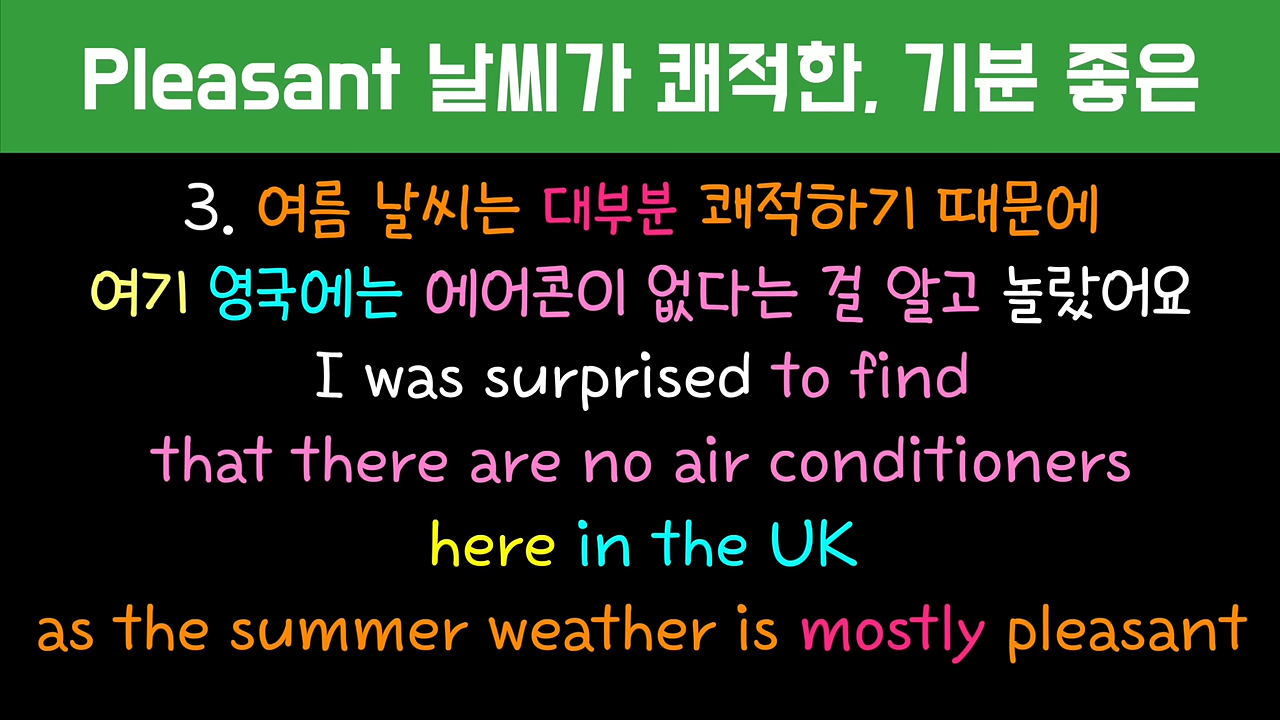 Pleasant 날씨가 쾌적한, 기분 좋은
3. 여름 날씨는 대부분 쾌적하기 때문에
여기 영국에는 에어콘이 없다는 걸 알고 놀랐어요
I was surprised to find
that there are no air conditioners
here in the UK
as the summer weather is mostly pleasant